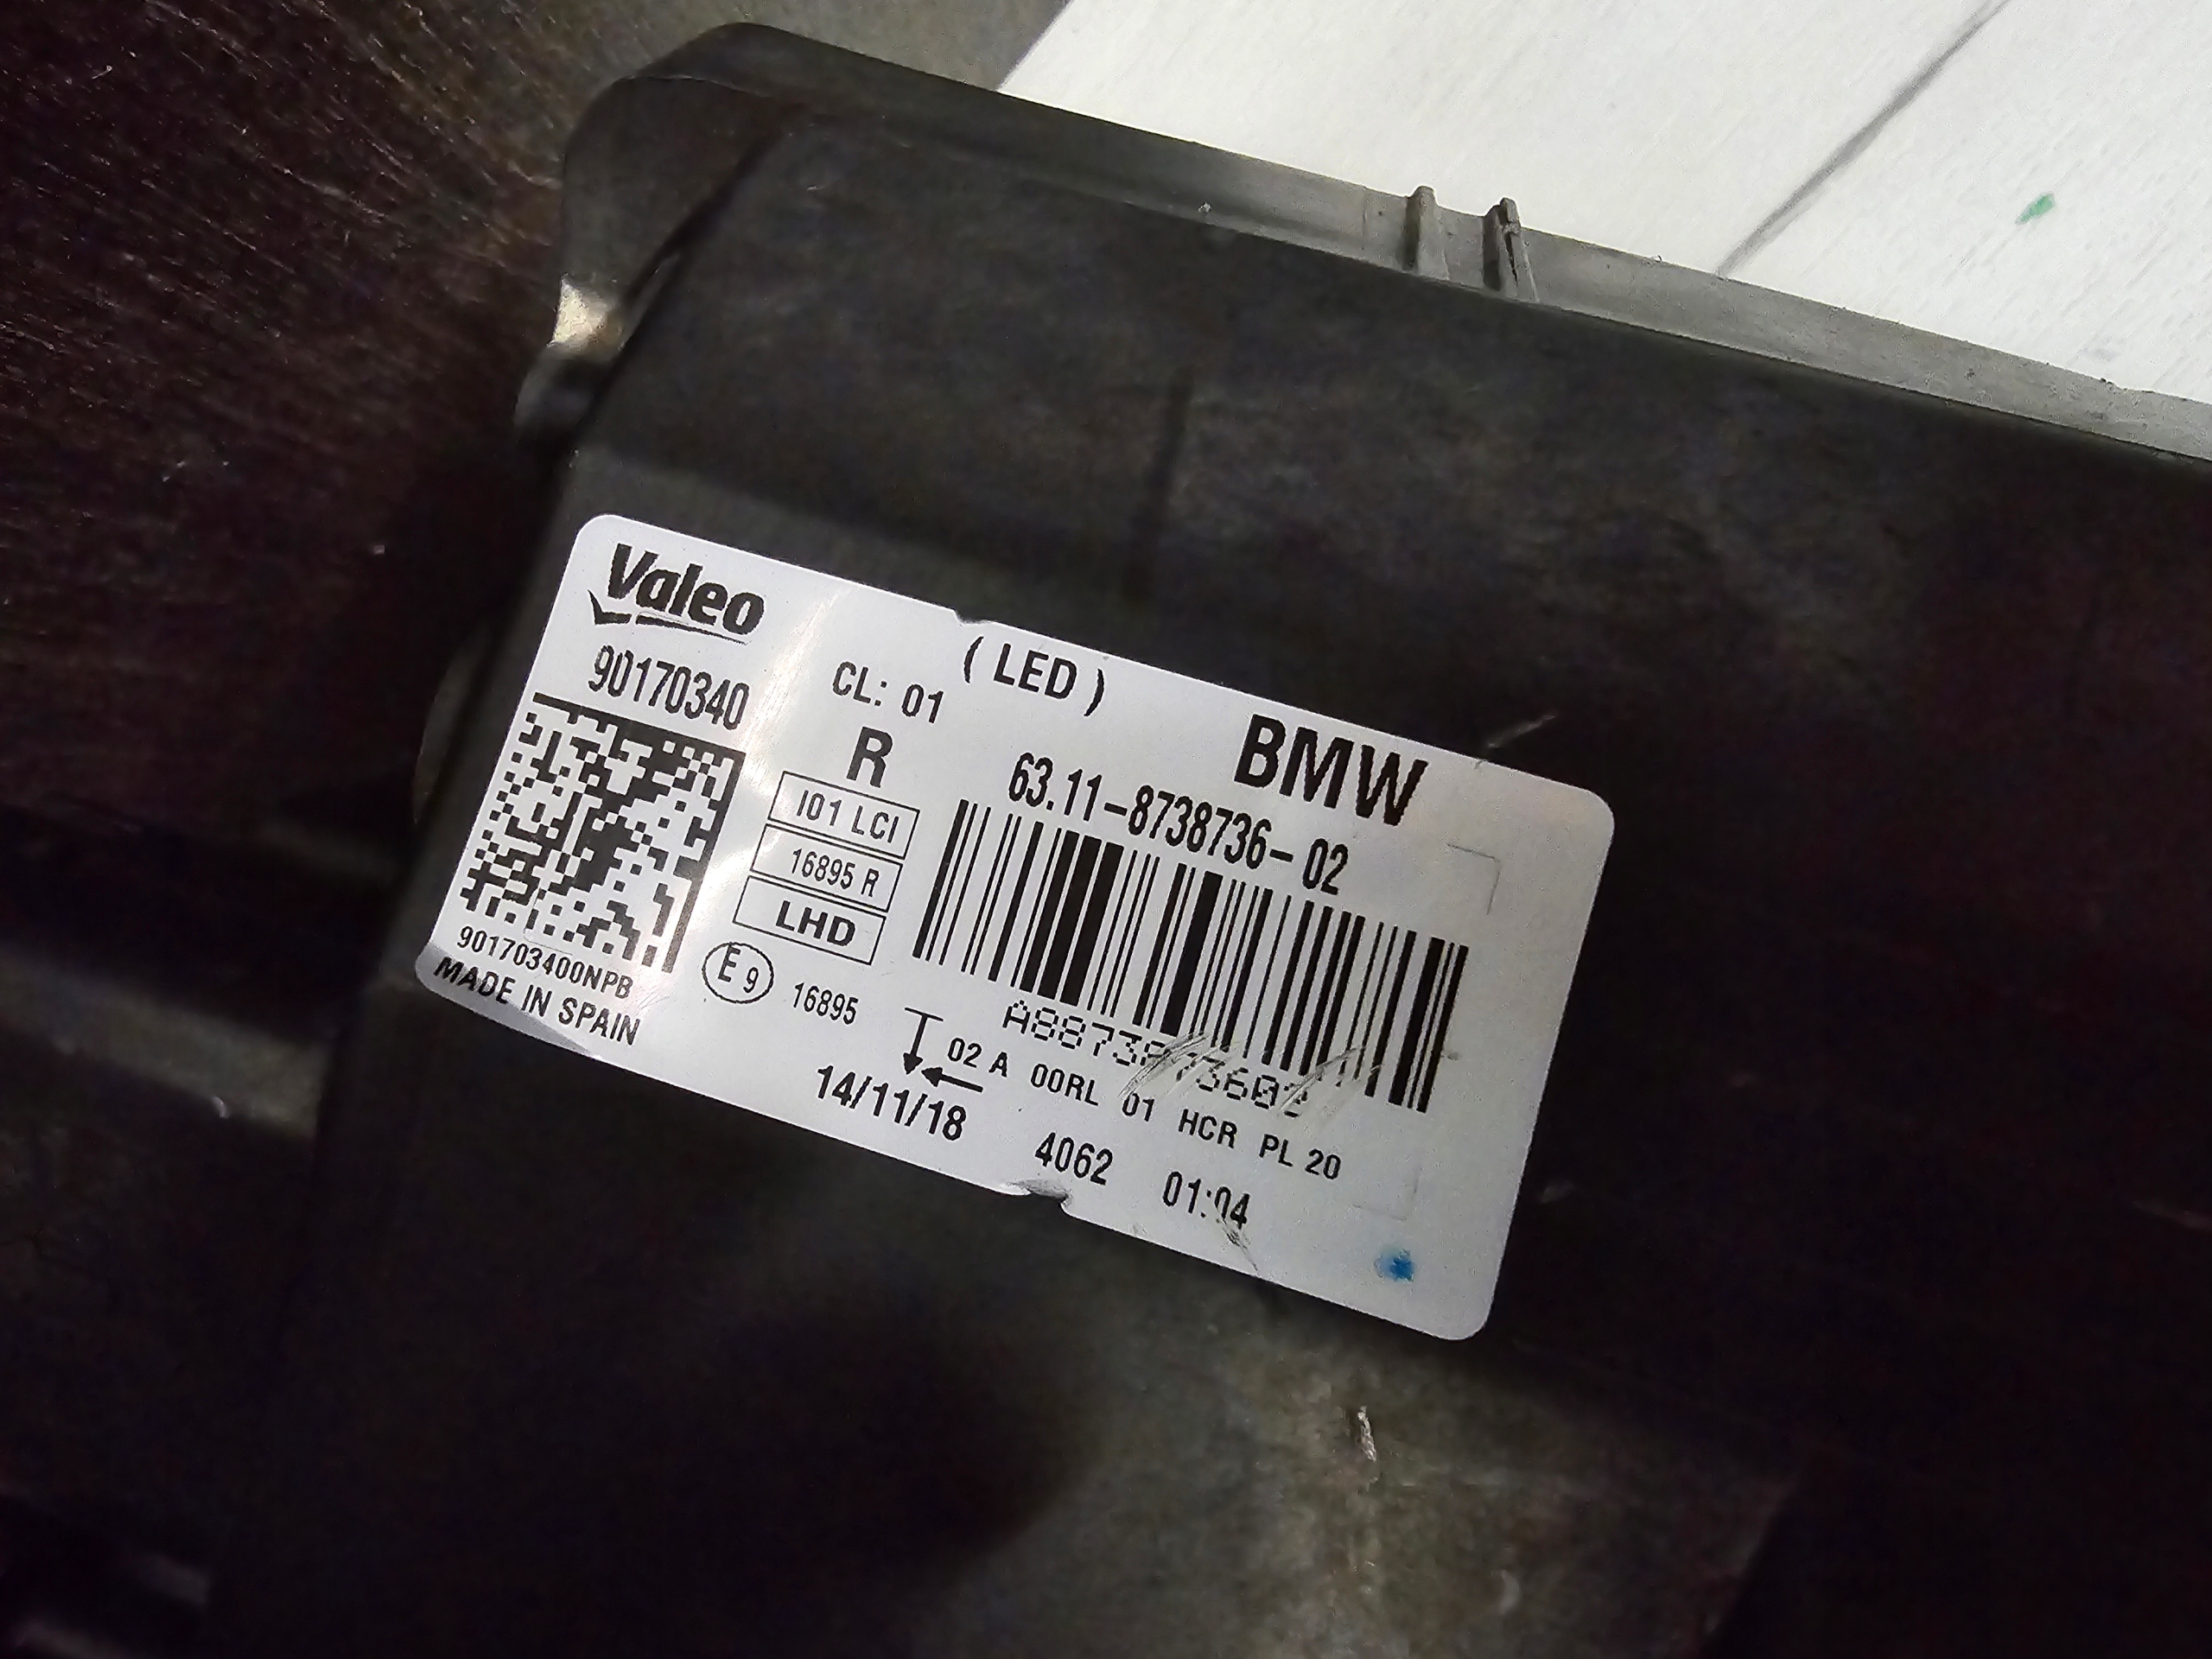 Valeo
90170340
901703400NPB
MADE IN SPAIN
CL: 01
( LED )
R
I01 LCI
16895 R
LHD
E9 16895
BMW
63.11-8738736-02
02 A 00RL 01 HCR PL 20
14/11/18 4062 01:04